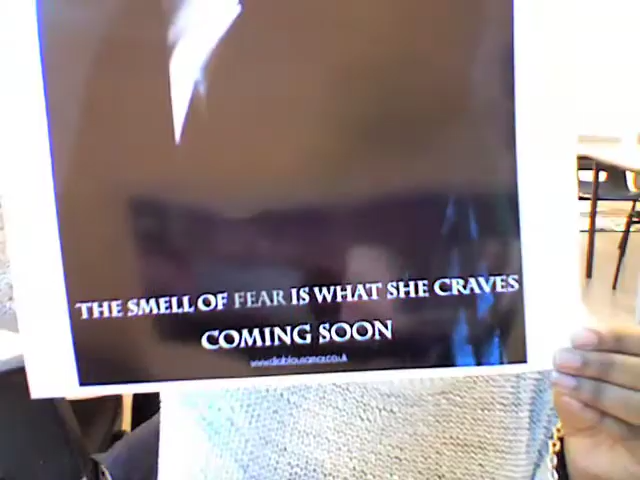 THE SMELL OF FEAR IS WHAT SHE CRAVES
COMING SOON